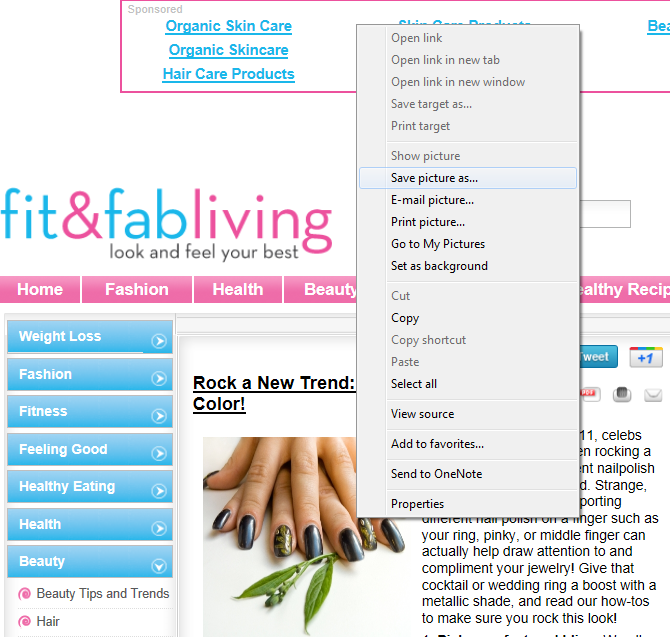 Sponsored
Organic Skin Care
Skin Care Products
Organic Skincare
Hair Care Products
Open link
Open link in new tab
Open link in new window
Save target as...
Print target
Show picture
Save picture as...
E-mail picture...
Print picture...
Go to My Pictures
Set as background
Cut
Copy
Copy shortcut
Paste
Select all
View source
Add to favorites...
Send to OneNote
Properties
fit&fabliving
look and feel your best
Home
Fashion
Health
Beauty
Weight Loss
Fashion
Fitness
Feeling Good
Healthy Eating
Health
Beauty
Beauty Tips and Trends
Hair
Tweet
+1
PDF
Rock a New Trend:
Color!
11, celebs
rocking a
nailpolish
Strange,
different nail polish on a finger such as
your ring, pinky, or middle finger can
actually help draw attention to and
compliment your jewelry! Give that
cocktail or wedding ring a boost with a
metallic shade, and read our how-tos
to make sure you rock this look!